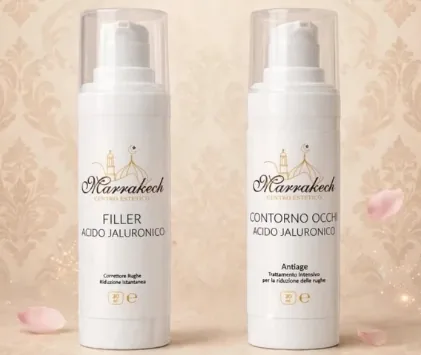 Marrakech
CENTRO ESTETICO
FILLER
ACIDO JALURONICO
Correttore Rughe
Riduzione Istantanea
Marrakech
CENTRO ESTETICO
CONTORNO OCCHI
ACIDO JALURONICO
Antiage
Trattamento Intensivo
per la riduzione delle rughe